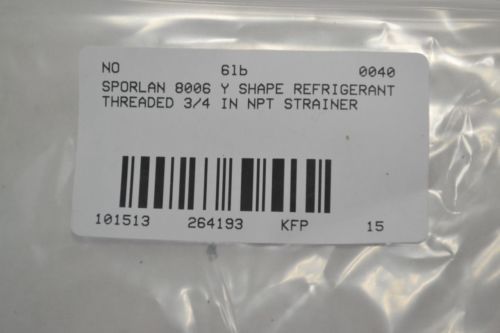 NO 61b 0040
SPORLAN 8006 Y SHAPE REFRIGERANT
THREADED 3/4 IN NPT STRAINER
101513 264193 KFP 15